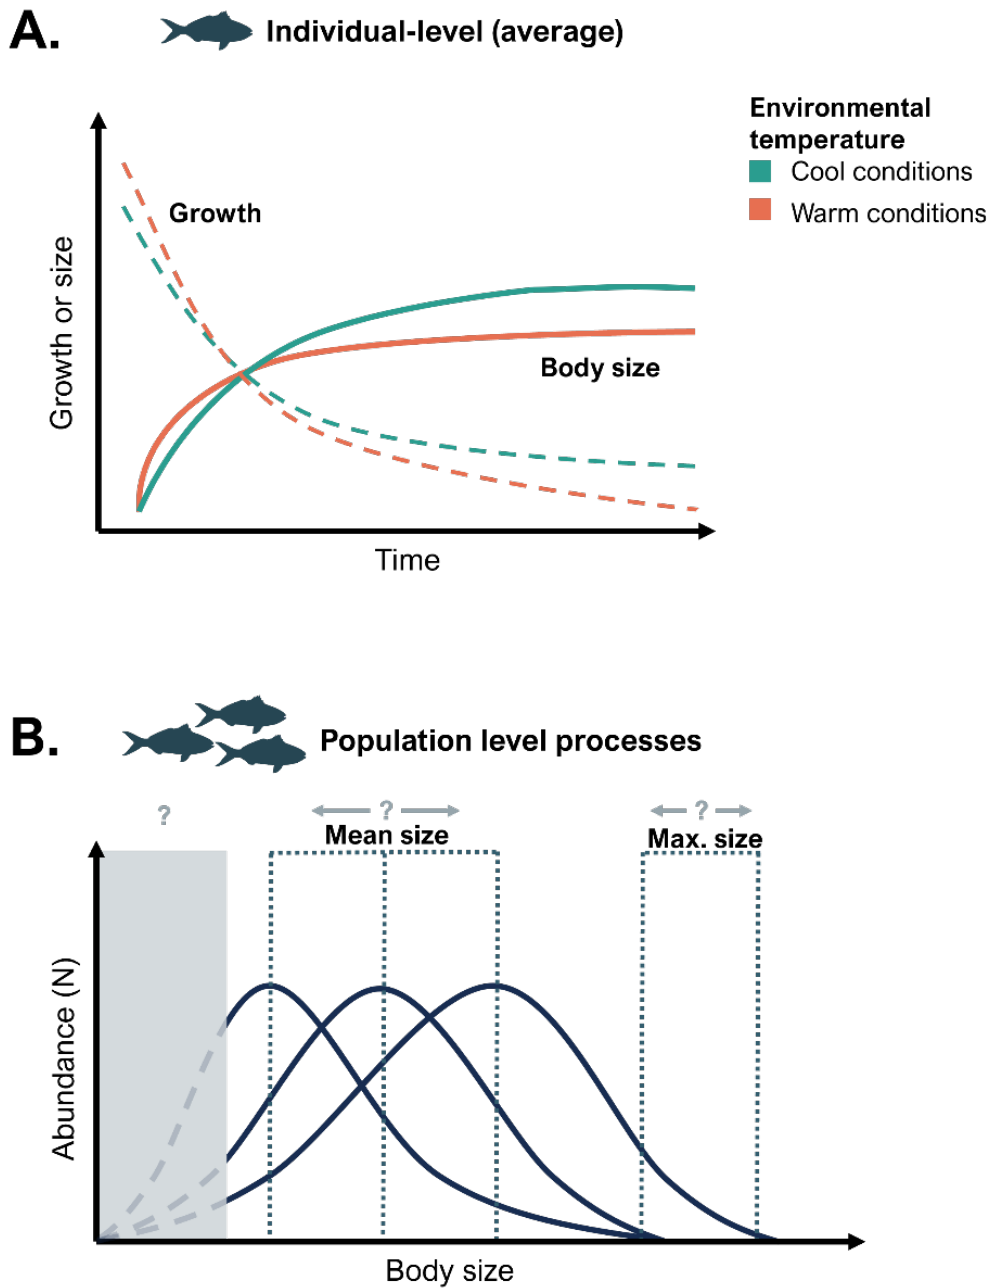 A.
Individual-level (average)
Environmental
temperature
Cool conditions
Warm conditions
Growth
Growth or size
Body size
Time
B.
Population level processes
?
?
?
Mean size
Max. size
Abundance (N)
Body size